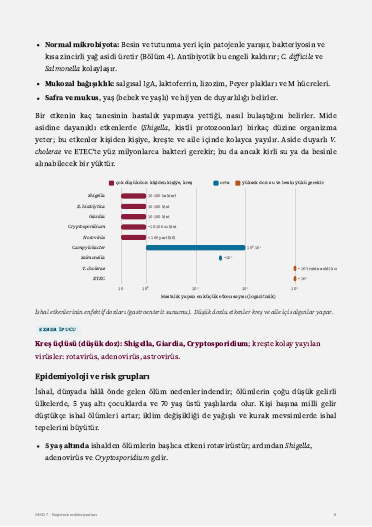 • Normal mikrobiyota: Besin ve tutunma yeri için patojenle yarışır, bakteriyosin ve
kısa zincirli yağ asidi üretir (Bölüm 4). Antibiyotik bu engeli kaldırır; C. difficile ve
Salmonella kolaylaşır.
• Mukozal bağışıklık: salgısal IgA, laktoferrin, lizozim, Peyer plakları ve M hücreleri.
• Safra ve mukus, yaş (bebek ve yaşlı) ve hijyen de duyarlılığı belirler.
Bir etkenin kaç tanesinin hastalık yapmaya yettiği, nasıl bulaştığını belirler. Mide
asidine dayanıklı etkenlerde (Shigella, kistli protozoonlar) birkaç düzine organizma
yeter; bu etkenler kişiden kişiye, kreşte ve aile içinde kolayca yayılır. Aside duyarlı V.
cholerae ve ETEC'te yüz milyonlarca bakteri gerekir; bu da ancak kirli su ya da besinle
alınabilecek bir yüktür.
çok düşük doz: kişiden kişiye, kreş
orta
yüksek doz: su ve besin yükü gerekir
Shigella
E. histolytica
Giardia
Cryptosporidium
Rotavirüs
Campylobacter
Salmonella
V. cholerae
ETEC
Hastalık yapan en küçük etken sayısı (logaritmik)
İshal etkenlerinin enfektif dozları (gastroenterit sunumu). Düşük dozlu etkenler kreş ve aile içi salgınlar yapar.
SINAV İPUCU
Kreş üçlüsü (düşük doz): Shigella, Giardia, Cryptosporidium; kreşte kolay yayılan
virüsler: rotavirüs, adenovirüs, astrovirüs.
Epidemiyoloji ve risk grupları
İshal, dünyada hâlâ önde gelen ölüm nedenlerindendir; ölümlerin çoğu düşük gelirli
ülkelerde, 5 yaş altı çocuklarda ve 70 yaş üstü yaşlılarda olur. Kişi başına milli gelir
düştükçe ishal ölümleri artar; iklim değişikliği de yağışlı ve kurak mevsimlerde ishal
tepelerini büyütür.
• 5 yaş altında ishalden ölümlerin başlıca etkeni rotavirüstür; ardından Shigella,
adenovirüs ve Cryptosporidium gelir.